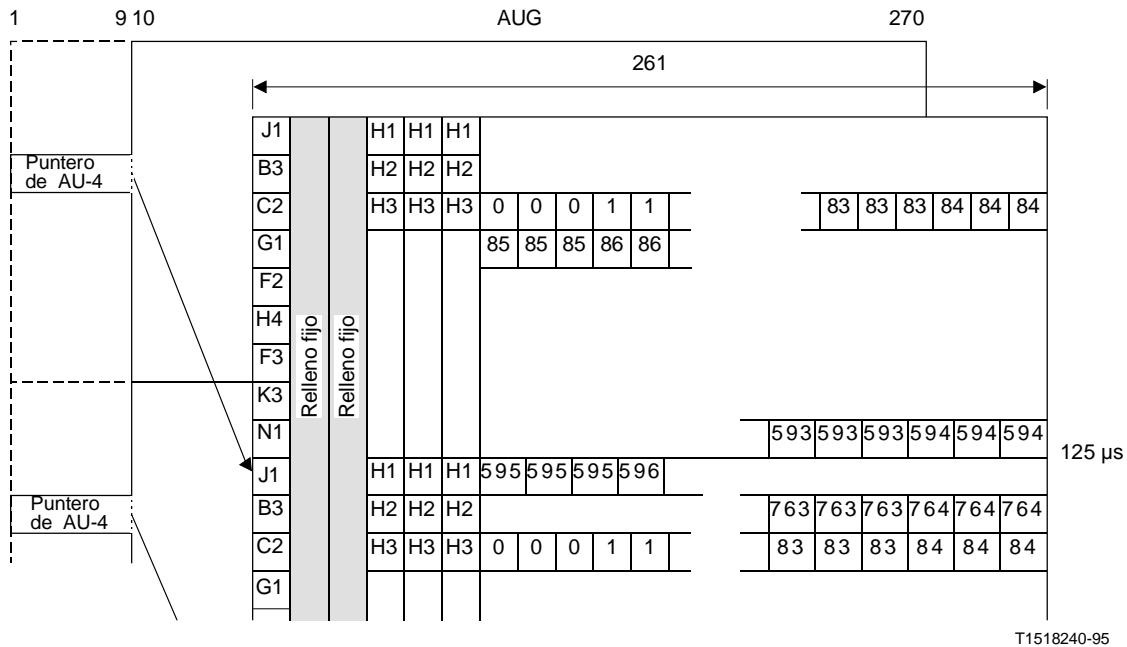 1 9 10 AUG 270
261
J1 H1 H1 H1
Puntero
de AU-4
B3 H2 H2 H2
C2 H3 H3 H3 0 0 0 1 1 83 83 83 84 84 84
G1 85 85 85 86 86
F2
H4
Relleno fijo
Relleno fijo
F3
K3
N1 593 593 593 594 594 594
125 µs
J1 H1 H1 H1 595 595 595 596
Puntero
de AU-4
B3 H2 H2 H2 763 763 763 764 764 764
C2 H3 H3 H3 0 0 0 1 1 83 83 83 84 84 84
G1
T1518240-95